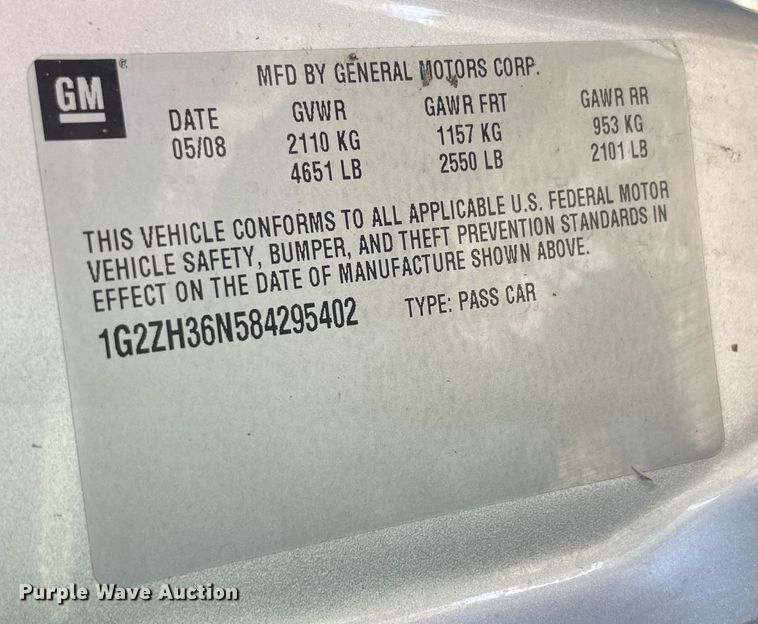 GM®
MFD BY GENERAL MOTORS CORP.
DATE GVWR GAWR FRT GAWR RR
05/08 2110 KG 1157 KG 953 KG
4651 LB 2550 LB 2101 LB
THIS VEHICLE CONFORMS TO ALL APPLICABLE U.S. FEDERAL MOTOR
VEHICLE SAFETY, BUMPER, AND THEFT PREVENTION STANDARDS IN
EFFECT ON THE DATE OF MANUFACTURE SHOWN ABOVE.
1G2ZH36N584295402 TYPE: PASS CAR
Purple Wave Auction